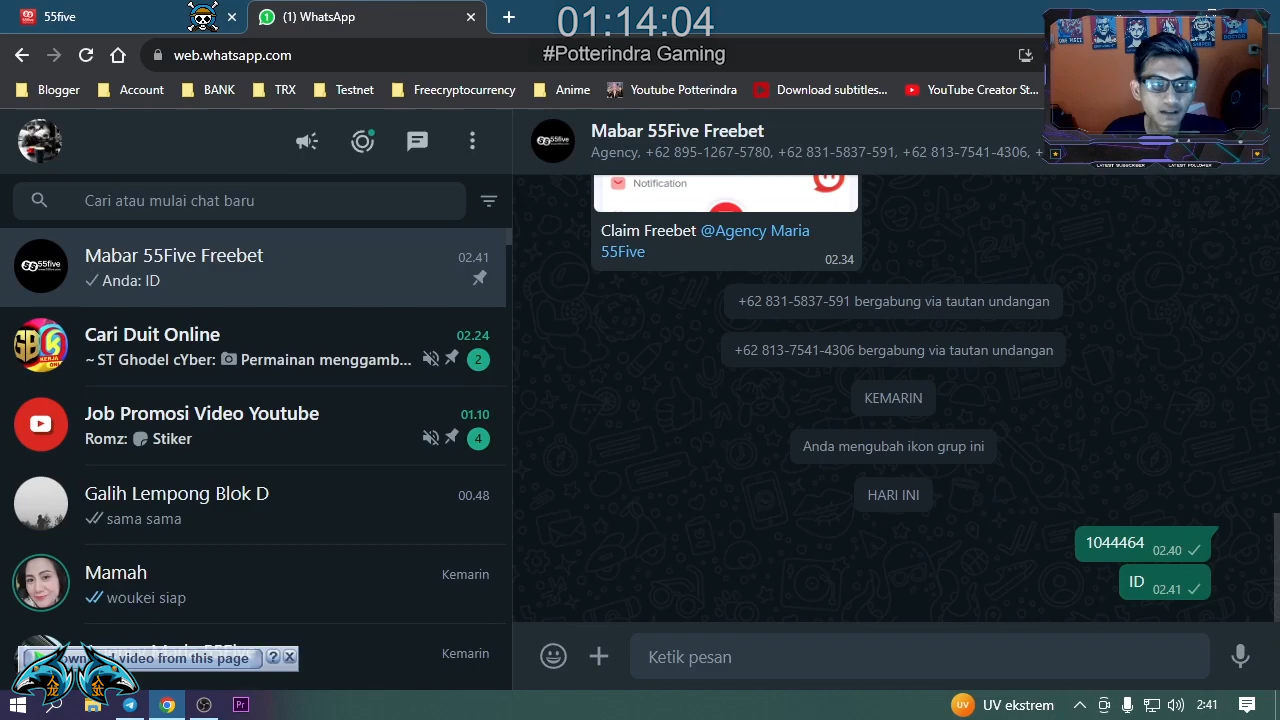 55five
(1) WhatsApp
01:14:04
#Potterindra Gaming
web.whatsapp.com
Blogger
Account
BANK
TRX
Testnet
Freecryptocurrency
Anime
Youtube Potterindra
Download subtitles...
YouTube Creator St...
LATEST SUBSCRIBER
LATEST FOLLOWER
Mabar 55Five Freebet
Agency, +62 895-1267-5780, +62 831-5837-591, +62 813-7541-4306, +
Cari atau mulai chat baru
Mabar 55Five Freebet
02.41
Anda: ID
Cari Duit Online
02.24
~ ST Ghodel cYber: Permainan menggamb...
2
Job Promosi Video Youtube
01.10
Romz: Stiker
4
Galih Lempong Blok D
00.48
sama sama
Mamah
Kemarin
woukei siap
Kemarin
video from this page
Notification
Claim Freebet @Agency Maria
55Five
02.34
+62 831-5837-591 bergabung via tautan undangan
+62 813-7541-4306 bergabung via tautan undangan
KEMARIN
Anda mengubah ikon grup ini
HARI INI
1044464
02.40
ID
02.41
Ketik pesan
UV
UV ekstrem
2:41